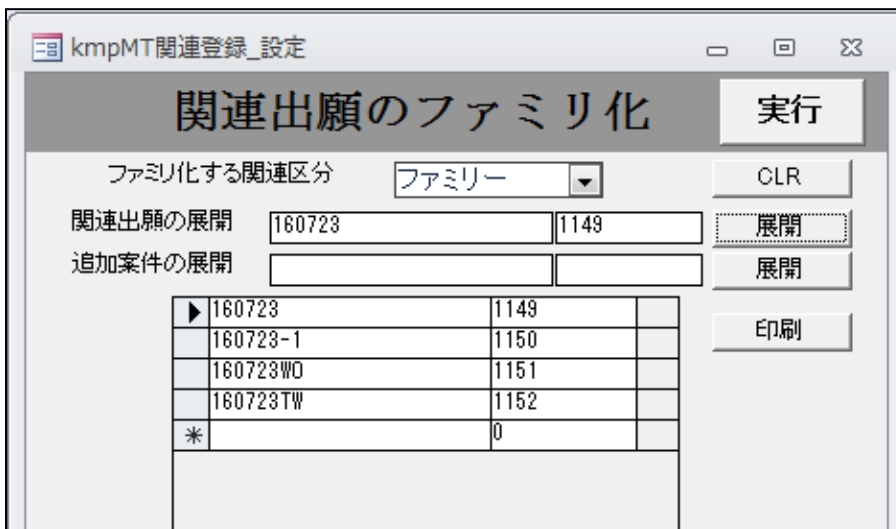 kmpMT関連登録_設定
関連出願のファミリ化 実行
ファミリ化する関連区分 ファミリー CLR
関連出願の展開 160723 1149 展開
追加案件の展開 展開
160723 1149
160723-1 1150
印刷
160723WO 1151
160723TW 1152
* 0